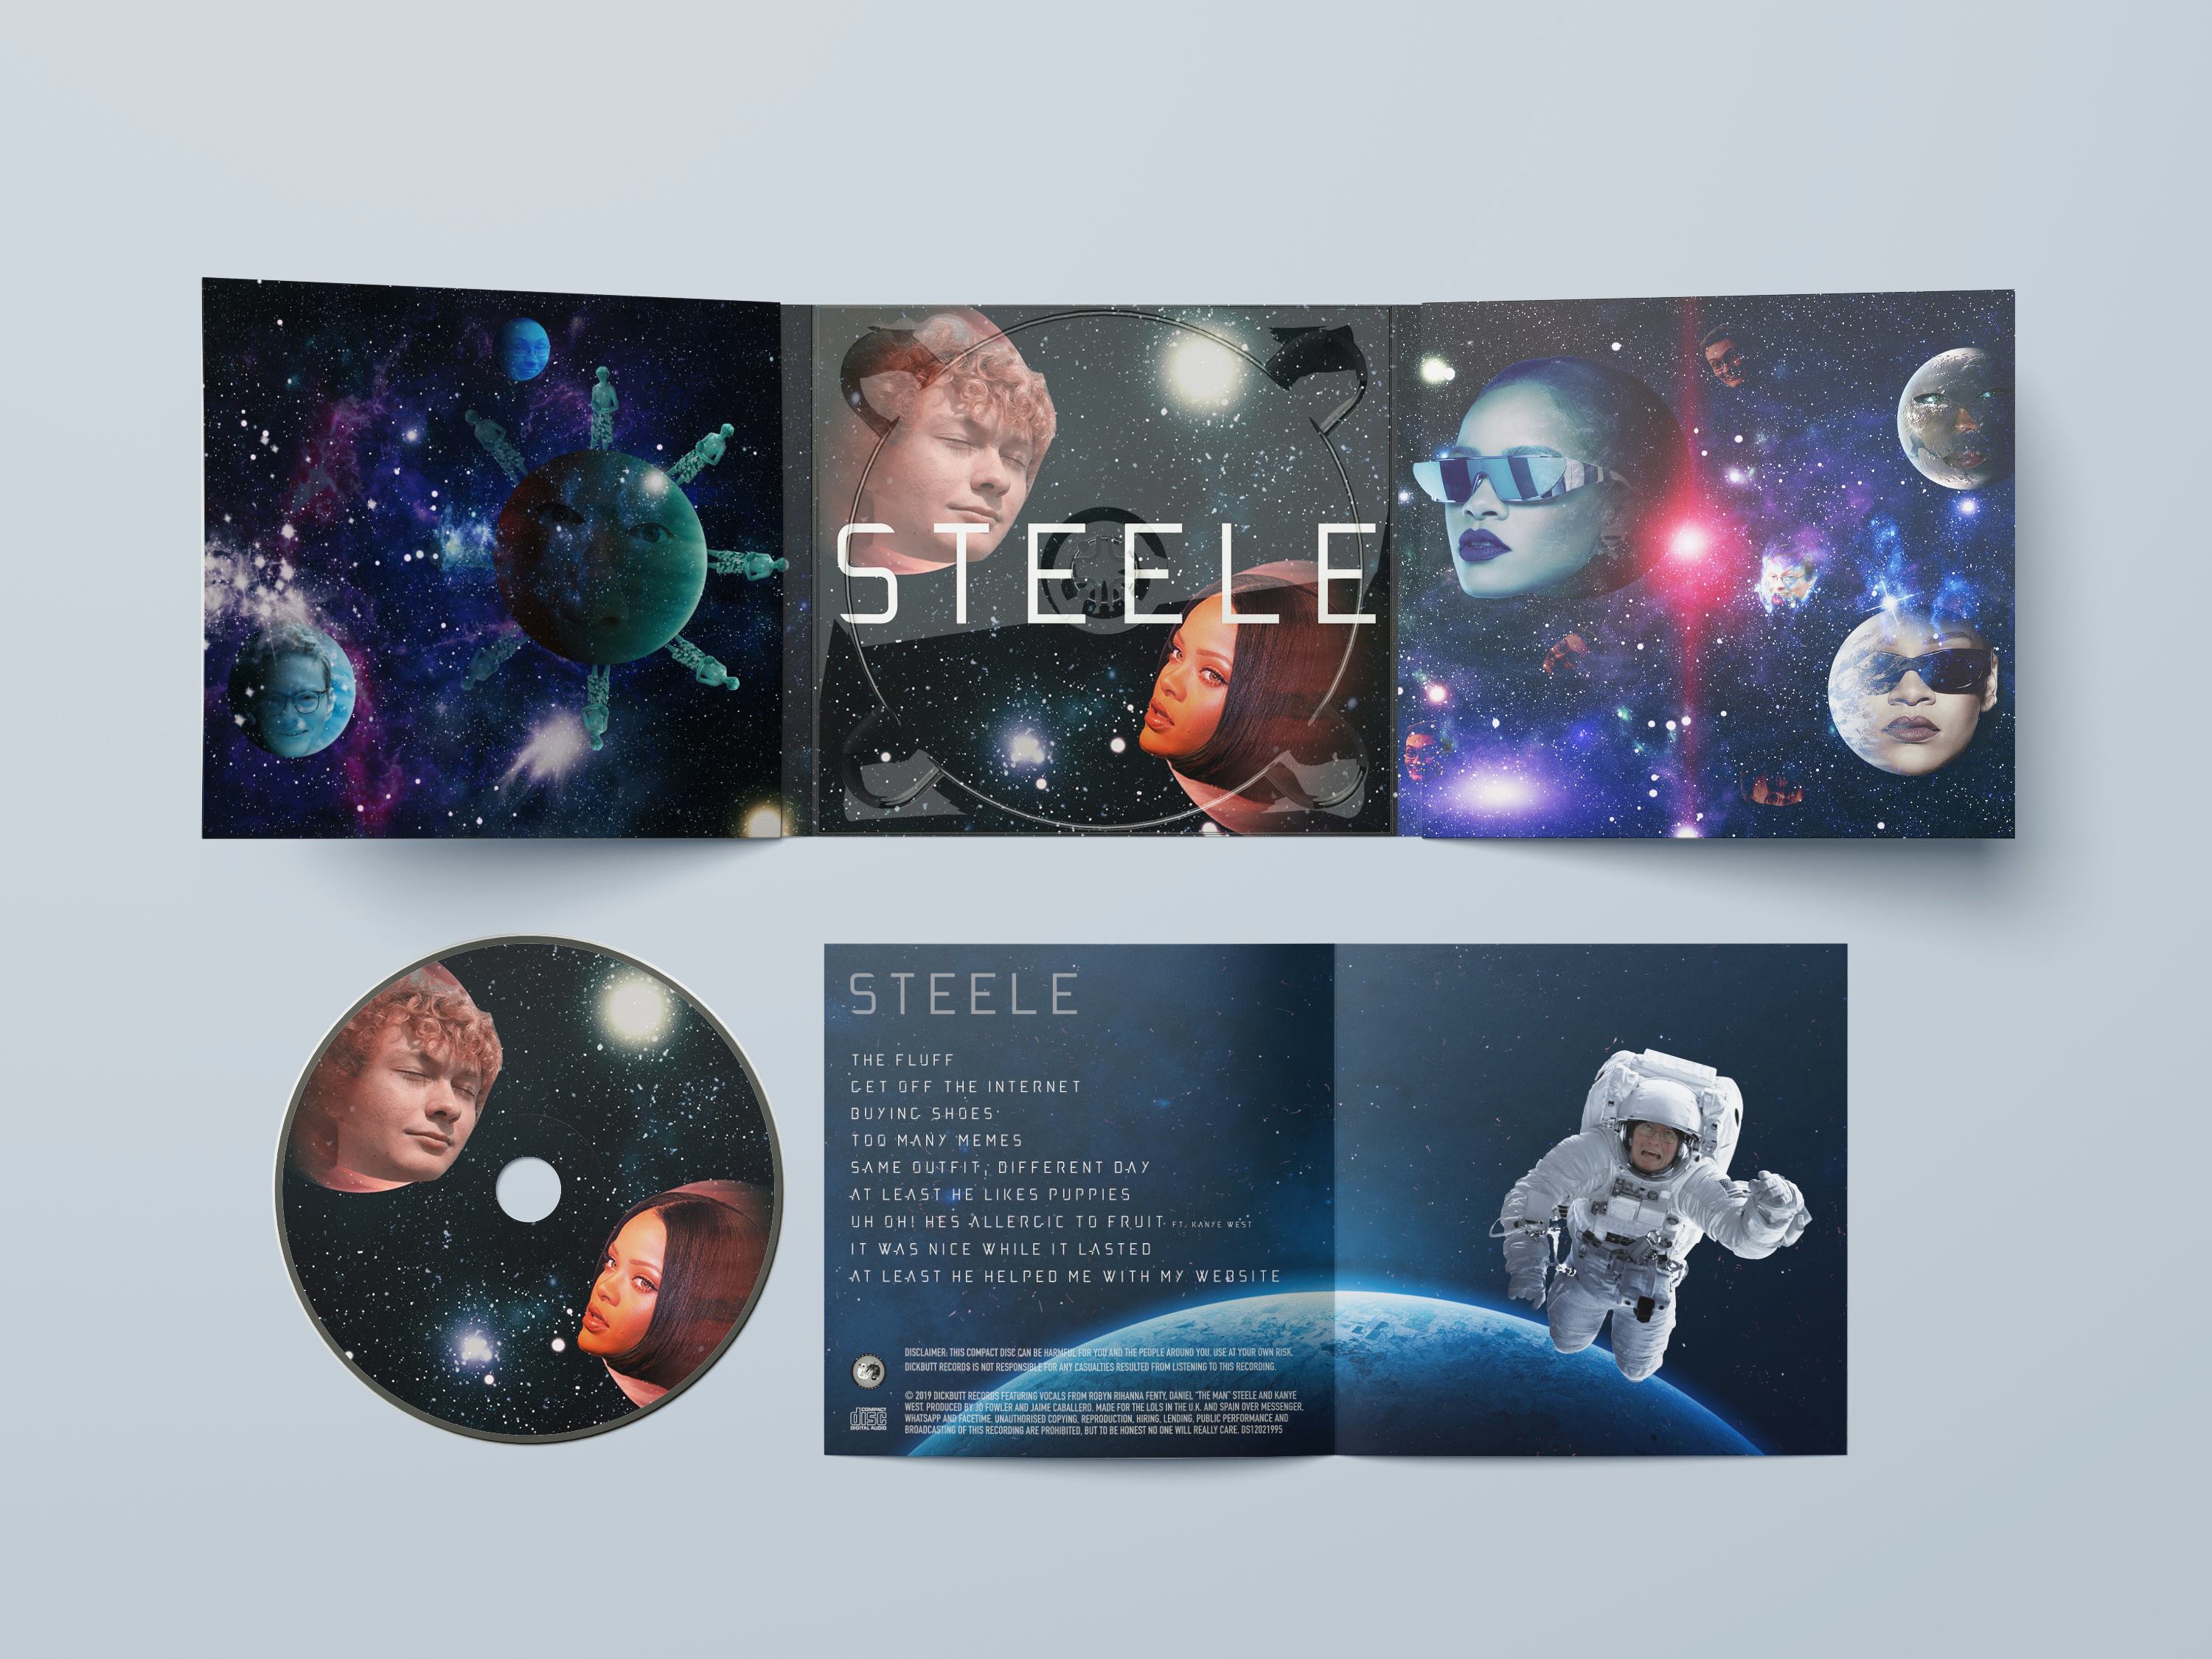 STEELE
STEELE
THE FLUFF
GET OFF THE INTERNET
BUYING SHOES
TOO MANY MEMES
SAME OUTFIT, DIFFERENT DAY
AT LEAST HE LIKES PUPPIES
UH OH! HES ALLERGIC TO FRUIT FT. KANYE WEST
IT WAS NICE WHILE IT LASTED
AT LEAST HE HELPED ME WITH MY WEBSITE
DISCLAIMER: THIS COMPACT DISC CAN BE HARMFUL FOR YOU AND THE PEOPLE AROUND YOU. USE AT YOUR OWN RISK.
DICKBUTT RECORDS IS NOT RESPONSIBLE FOR ANY CASUALTIES RESULTED FROM LISTENING TO THIS RECORDING.
© 2019 DICKBUTT RECORDS FEATURING VOCALS FROM ROBYN RIHANNA FENTY, DANIEL "THE MAN" STEELE AND KANYE
WEST. PRODUCED BY JO FOWLER AND JAIME CABALLERO. MADE FOR THE LOLS IN THE U.K. AND SPAIN OVER MESSENGER,
WHATSAPP AND FACETIME. UNAUTHORISED COPYING, REPRODUCTION, HIRING, LENDING, PUBLIC PERFORMANCE AND
BROADCASTING OF THIS RECORDING ARE PROHIBITED, BUT TO BE HONEST NO ONE WILL REALLY CARE. DS12021995
COMPACT
disc
DIGITAL AUDIO